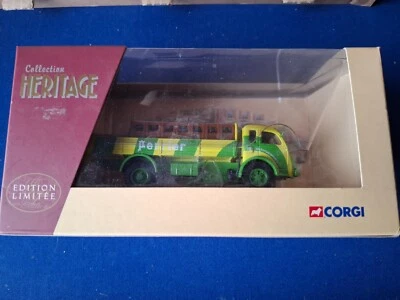 Collection
HERITAGE
EDITION
LIMITÉE
CORGI